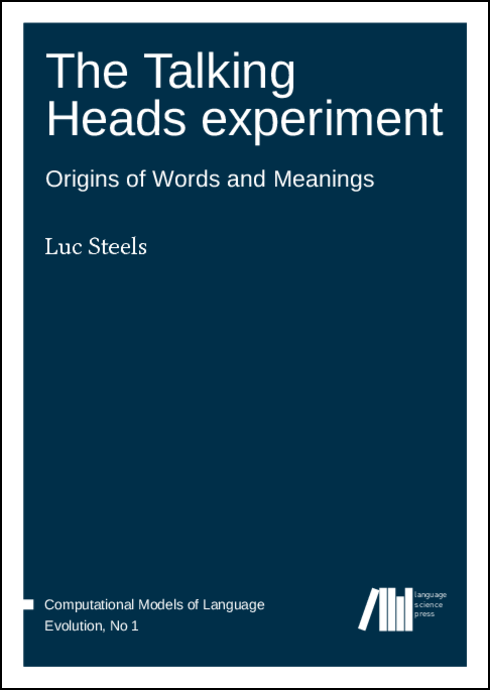 The Talking
Heads experiment
Origins of Words and Meanings
Luc Steels
Computational Models of Language
Evolution, No 1
language
science
press